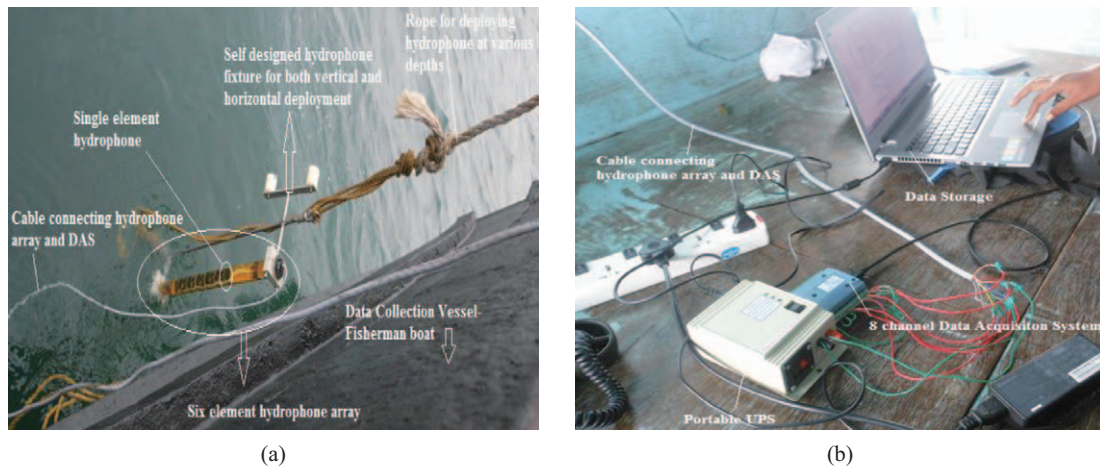 Rope for deploying
hydrophone at various
depths
Self designed hydrophone
fixture for both vertical and
horizontal deployment
Single element
hydrophone
Cable connecting hydrophone
array and DAS
Data Collection Vessel-
Fisherman boat
Six element hydrophone array
(a)
Cable connecting
hydrophone array and DAS
Data Storage
8 channel Data Acquisiton System
Portable UPS
(b)